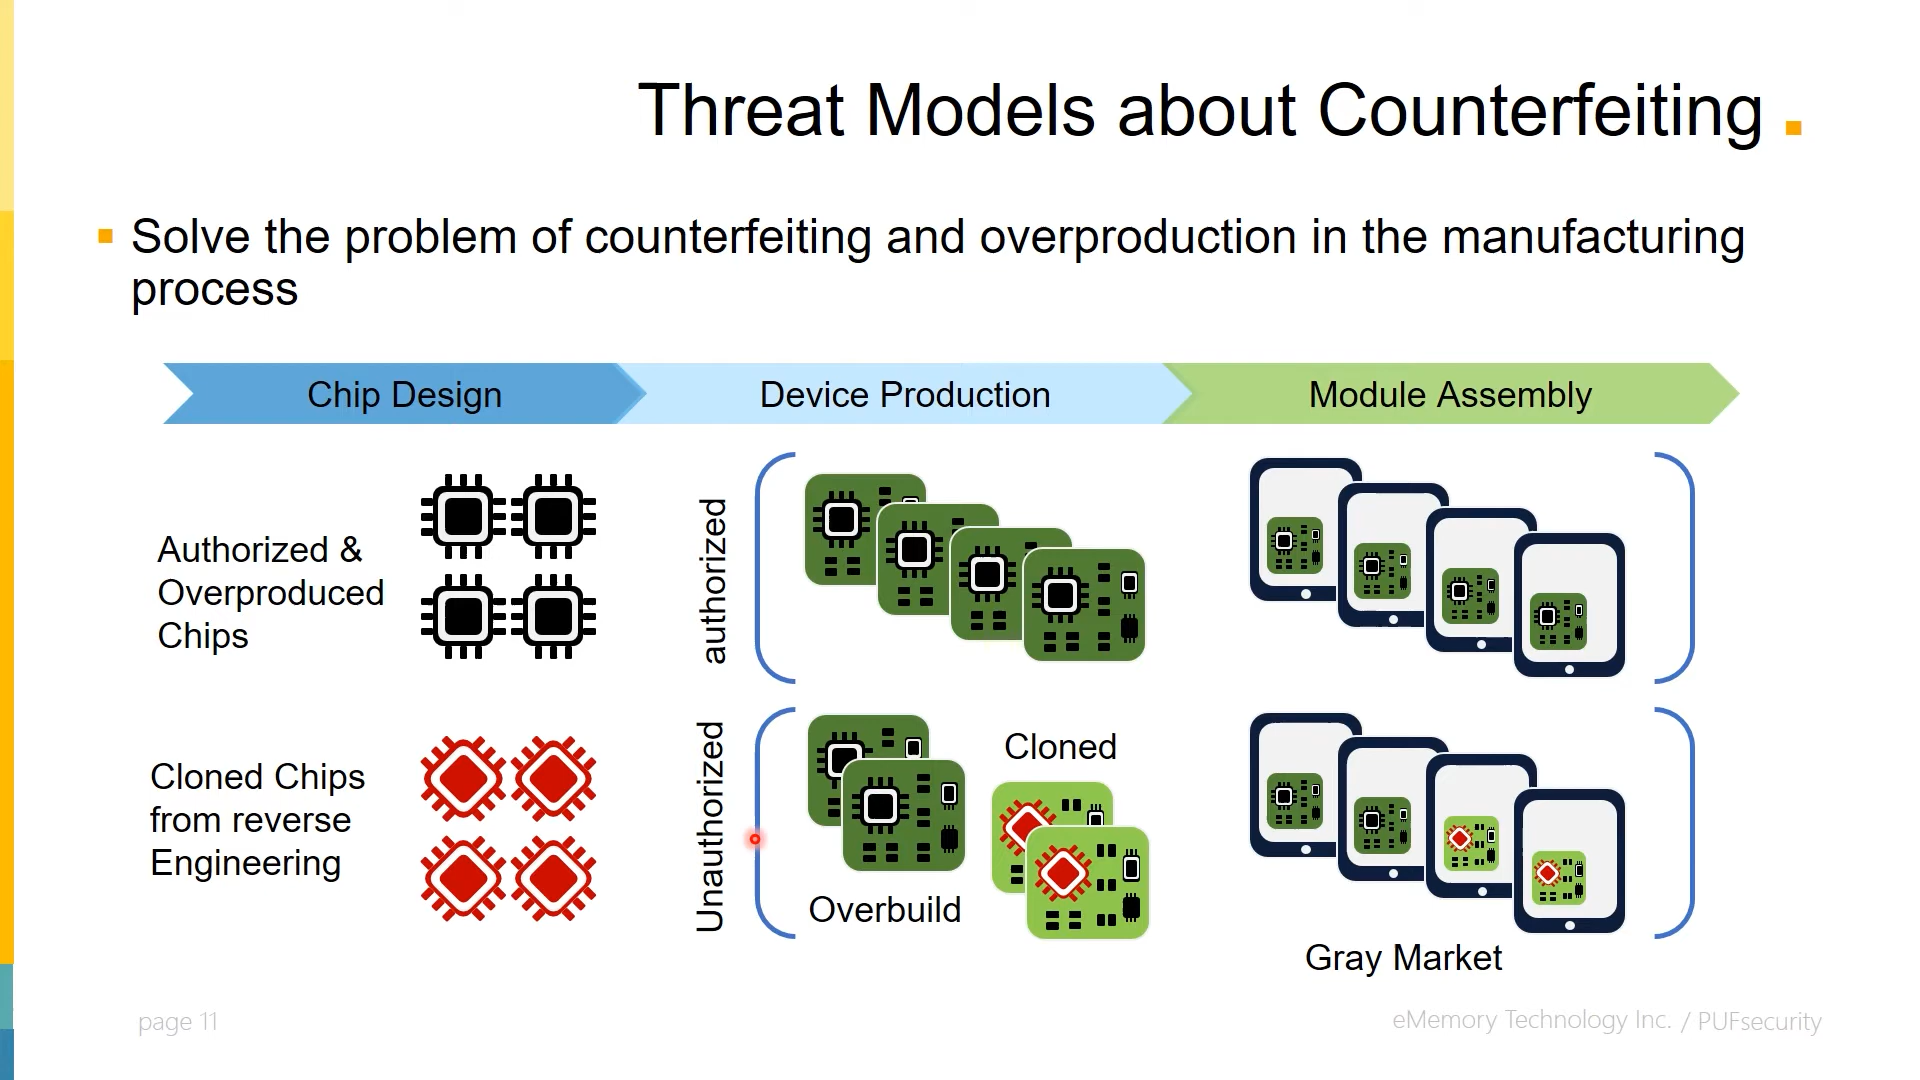 Threat Models about Counterfeiting
Solve the problem of counterfeiting and overproduction in the manufacturing
process
Chip Design
Device Production
Module Assembly
Authorized &
Overproduced
Chips
authorized
Cloned Chips
from reverse
Engineering
Unauthorized
Cloned
Overbuild
Gray Market
page 11
eMemory Technology Inc. / PUFsecurity